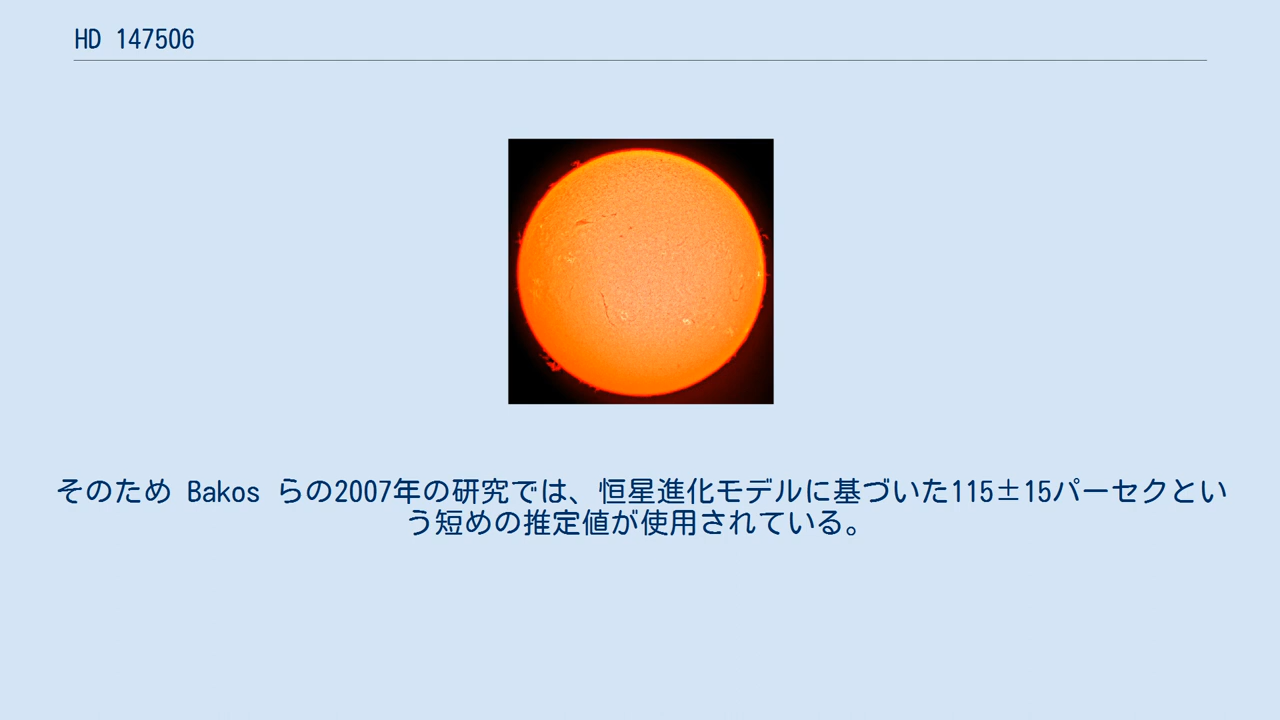 HD 147506
そのため Bakos らの2007年の研究では、恒星進化モデルに基づいた115±15パーセクとい
う短めの推定値が使用されている。